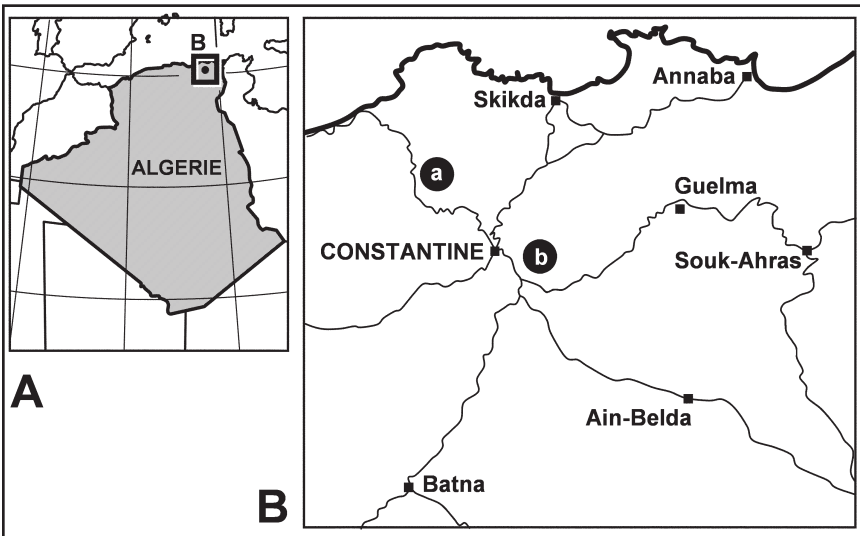 B
ALGERIE
A
Annaba
Skikda
a
Guelma
CONSTANTINE
b
Souk-Ahras
Ain-Belda
Batna
B